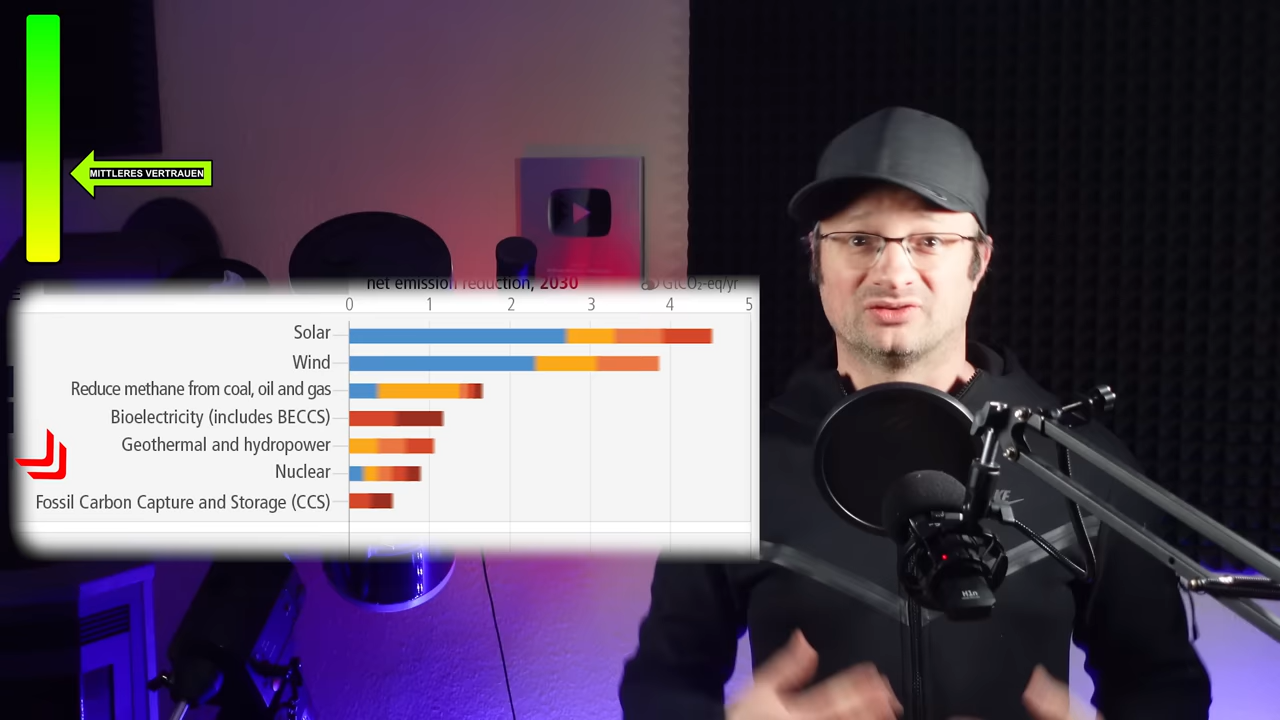 MITTLERES VERTRAUEN
net emission reduction, 2030 GtCO₂-eq/yr
0 1 2 3 4 5
Solar
Wind
Reduce methane from coal, oil and gas
Bioelectricity (includes BECCS)
Geothermal and hydropower
Nuclear
Fossil Carbon Capture and Storage (CCS)
H1n